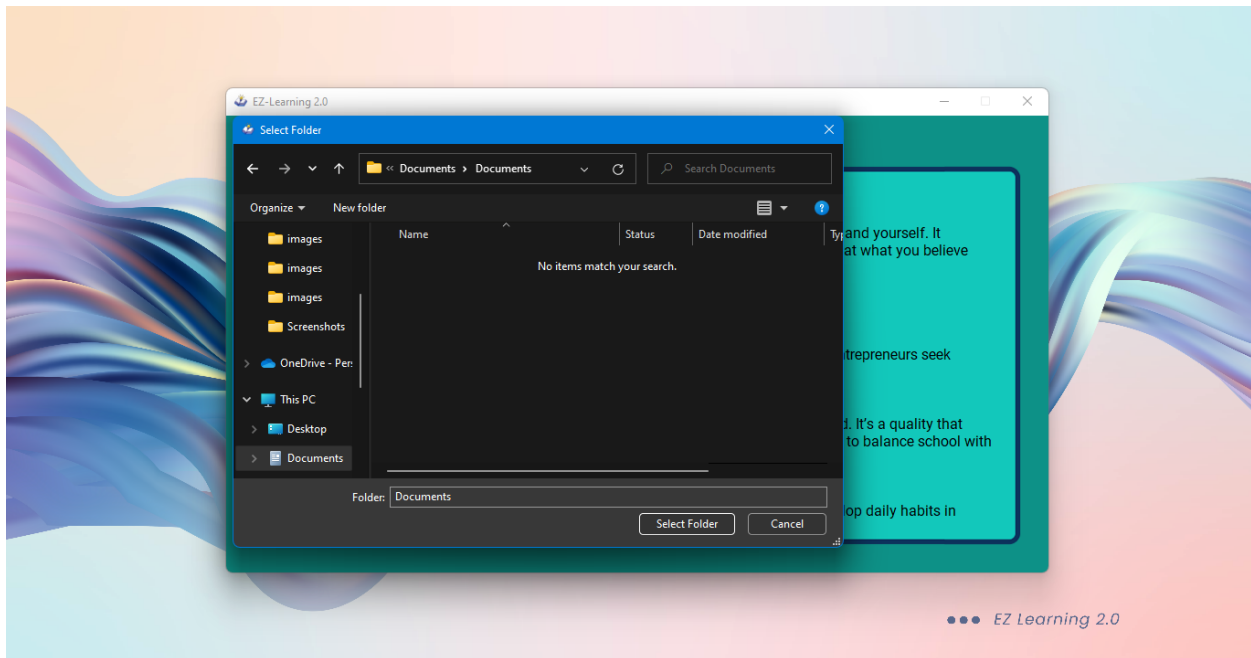 EZ-Learning 2.0
Select Folder
« Documents › Documents
Search Documents
Organize New folder
?
images
images
images
Screenshots
OneDrive - Per
This PC
Desktop
Documents
Name Status Date modified Typ
No items match your search.
and yourself. It
at what you believe
trepreneurs seek
. It's a quality that
to balance school with
lop daily habits in
Folder: Documents
Select Folder Cancel
EZ Learning 2.0